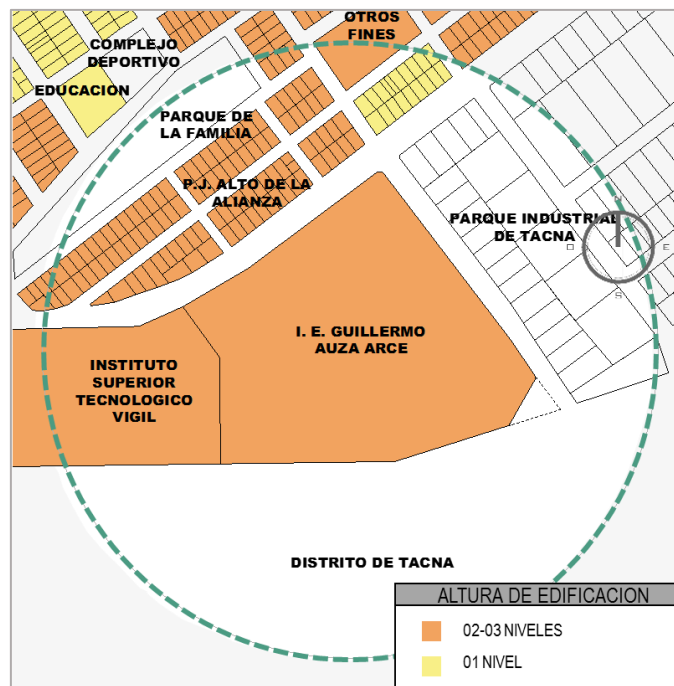 OTROS
FINES
COMPLEJO
DEPORTIVO
EDUCACION
PARQUE DE
LA FAMILIA
P.J. ALTO DE LA
ALIANZA
PARQUE INDUSTRIAL
DE TACNA
N
O
E
S
I. E. GUILLERMO
AUZA ARCE
INSTITUTO
SUPERIOR
TECNOLOGICO
VIGIL
DISTRITO DE TACNA
ALTURA DE EDIFICACION
02-03 NIVELES
01 NIVEL